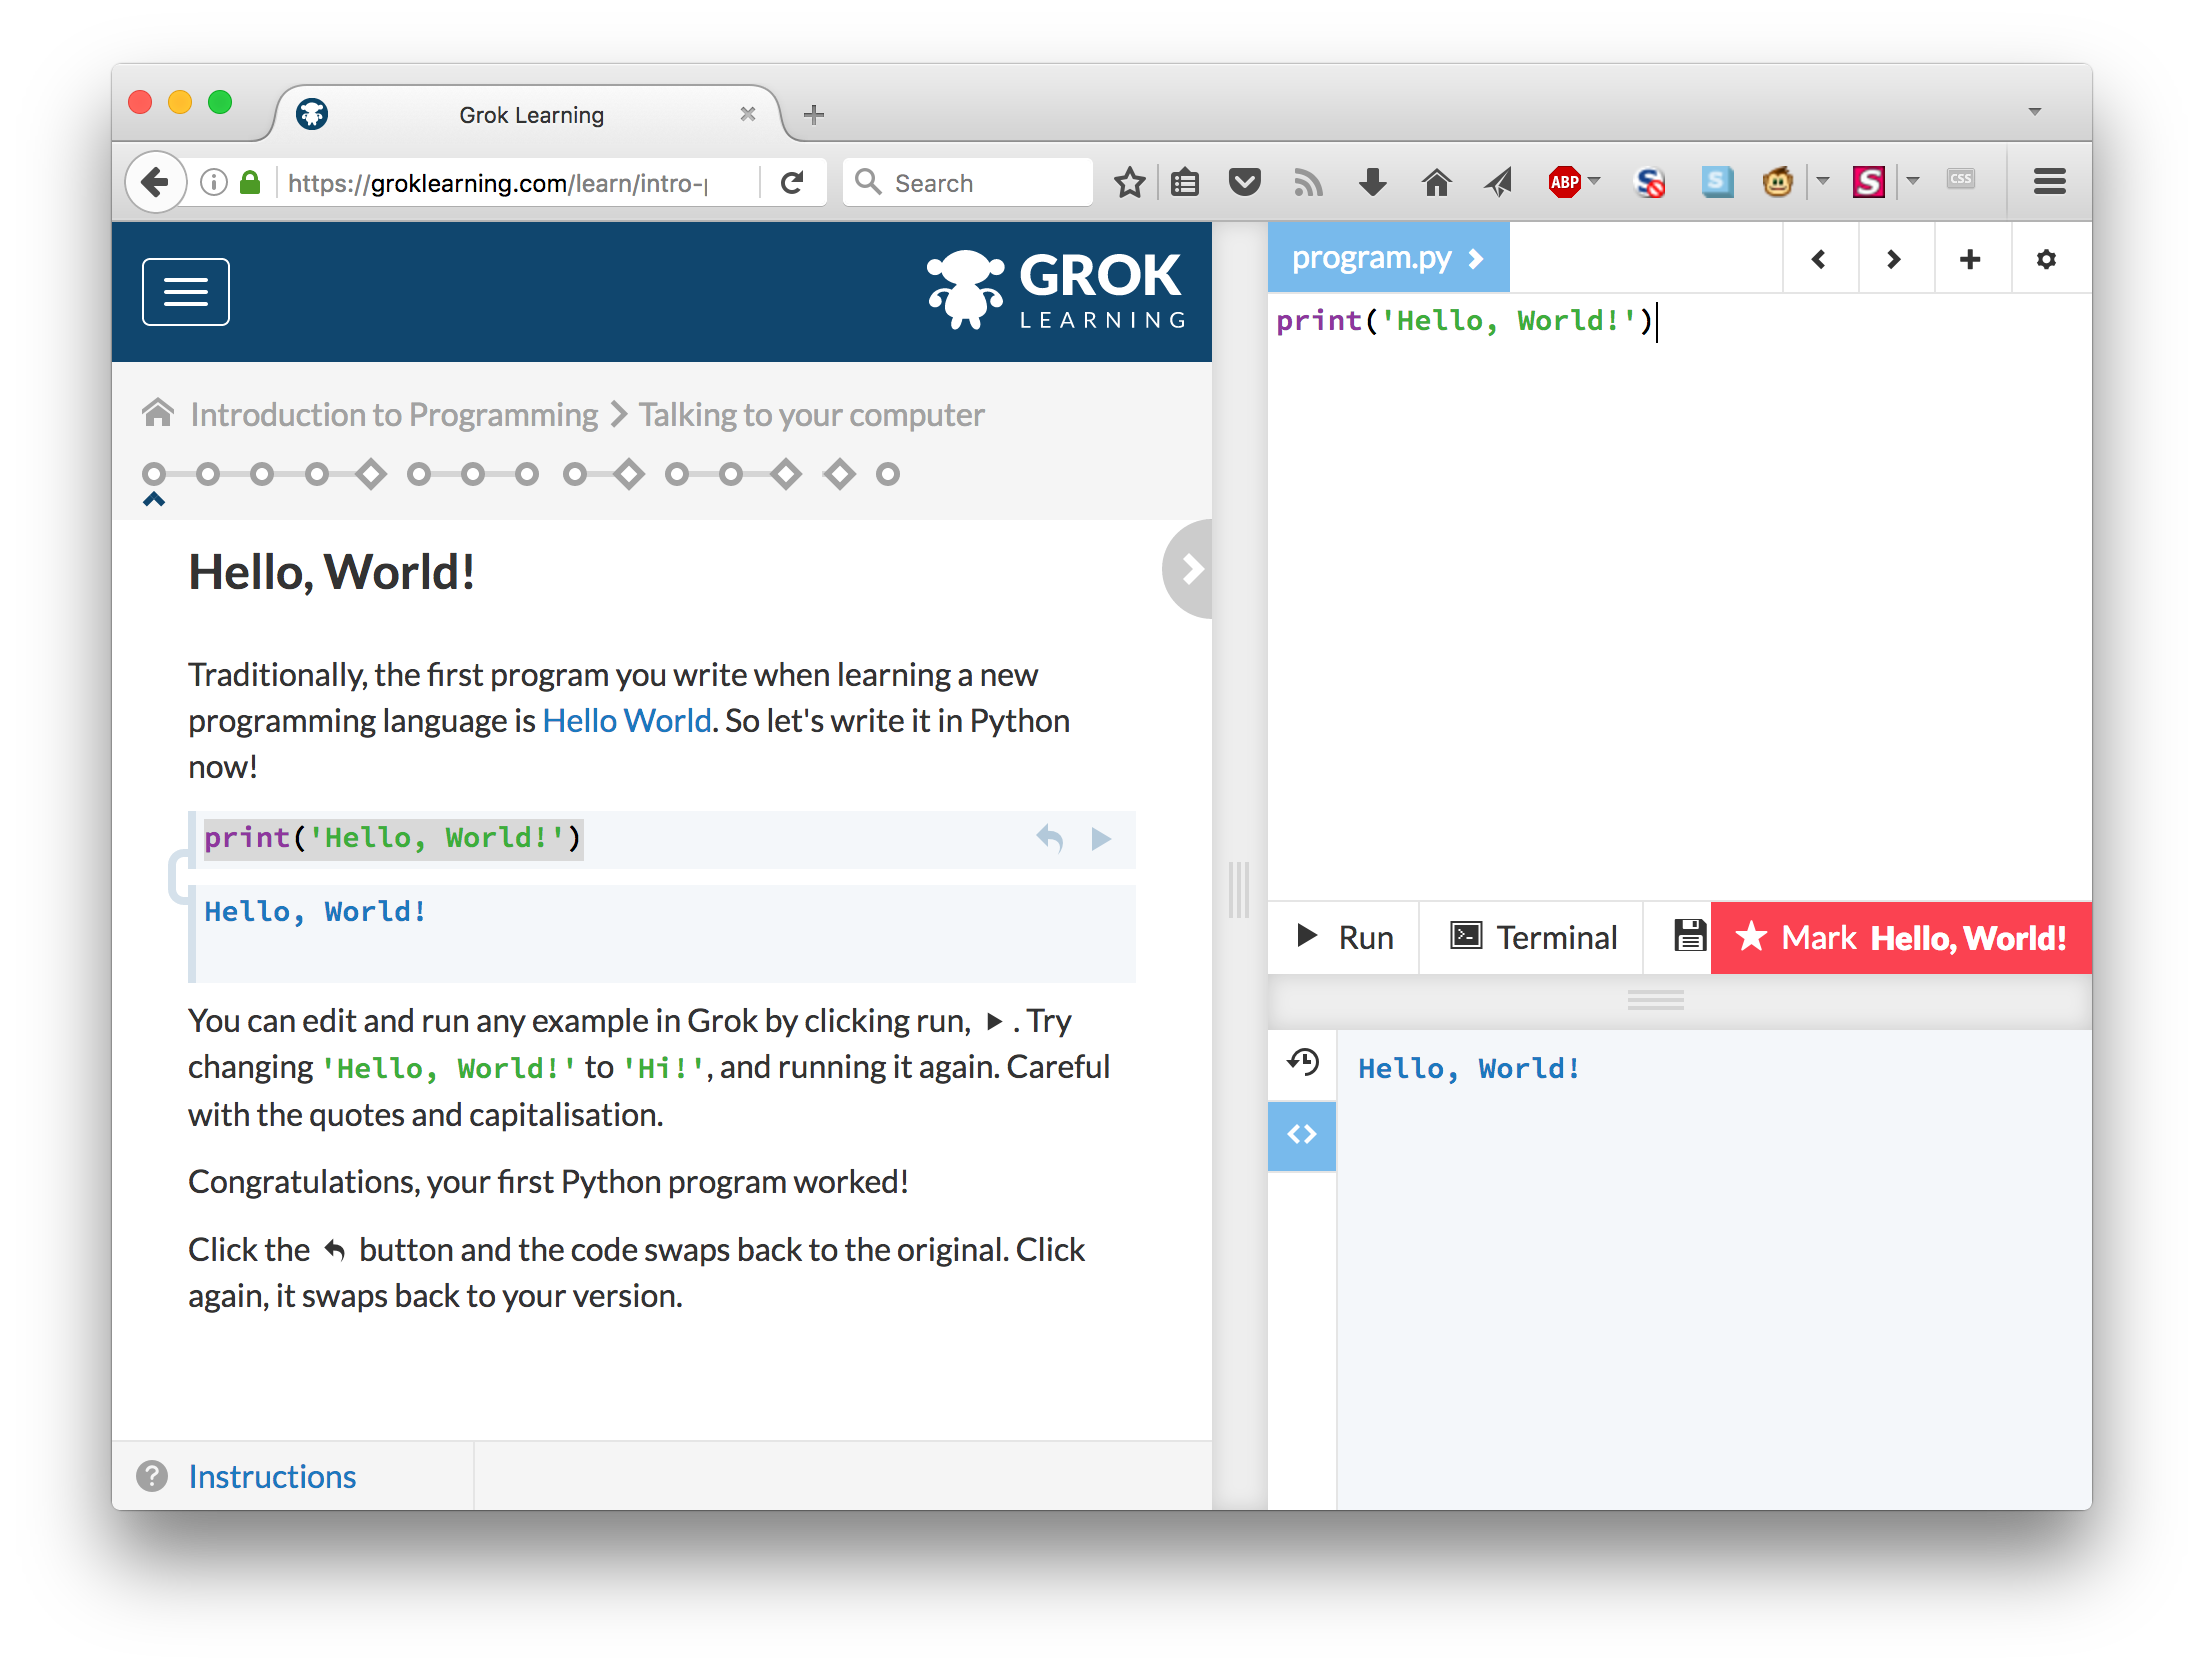 Grok Learning
https://groklearning.com/learn/intro-p
Search
ABP
S
S
S
CSS
GROK
LEARNING
Introduction to Programming > Talking to your computer
Hello, World!
Traditionally, the first program you write when learning a new
programming language is Hello World. So let's write it in Python
now!
print('Hello, World!')
Hello, World!
You can edit and run any example in Grok by clicking run, ▶ . Try
changing 'Hello, World!' to 'Hi!', and running it again. Careful
with the quotes and capitalisation.
Congratulations, your first Python program worked!
Click the button and the code swaps back to the original. Click
again, it swaps back to your version.
? Instructions
program.py
print('Hello, World!')
Run Terminal Mark Hello, World!
Hello, World!